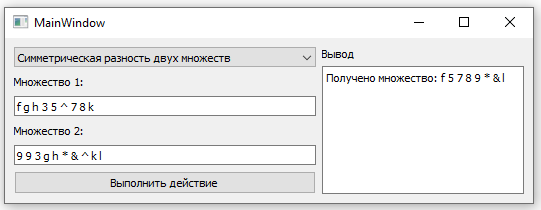 MainWindow
Симметрическая разность двух множеств
Множество 1:
f g h 3 5 ^ 7 8 k
Множество 2:
9 9 3 g h * & ^ k l
Выполнить действие
Вывод
Получено множество: f 5 7 8 9 * & l